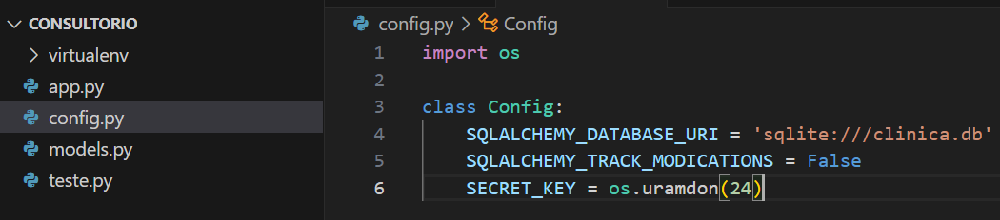 CONSULTORIO
virtualenv
app.py
config.py
models.py
teste.py
config.py > Config
1 import os
2
3 class Config:
4 SQLALCHEMY_DATABASE_URI = 'sqlite:///clinica.db'
5 SQLALCHEMY_TRACK_MODICATIONS = False
6 SECRET_KEY = os.uramdon(24)